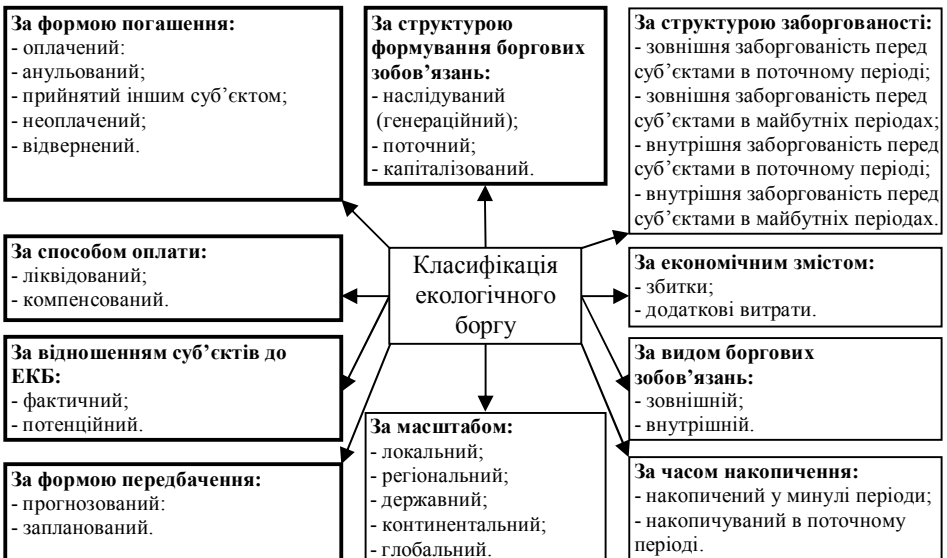 За формою погашення:
- оплачений:
- анульований;
- прийнятий іншим суб’єктом;
- неоплачений;
- відвернений.
За структурою
формування боргових
зобов’язань:
- наслідуваний
(генераційний);
- поточний;
- капіталізований.
За структурою заборгованості:
- зовнішня заборгованість перед
суб’єктами в поточному періоді;
- зовнішня заборгованість перед
суб’єктами в майбутніх періодах;
- внутрішня заборгованість перед
суб’єктами в поточному періоді;
- внутрішня заборгованість перед
суб’єктами в майбутніх періодах.
За способом оплати:
- ліквідований;
- компенсований.
Класифікація
екологічного
боргу
За економічним змістом:
- збитки;
- додаткові витрати.
За відношенням суб’єктів до
ЕКБ:
- фактичний;
- потенційний.
За видом боргових
зобов’язань:
- зовнішній;
- внутрішній.
За формою передбачення:
- прогнозований:
- запланований.
За масштабом:
- локальний;
- регіональний;
- державний;
- континентальний;
- глобальний.
За часом накопичення:
- накопичений у минулі періоди;
- накопичуваний в поточному
періоді.